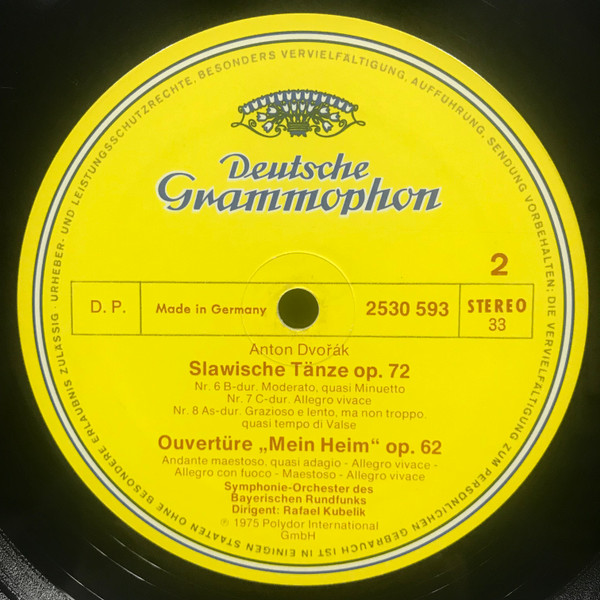 Deutsche
Grammophon
2
D. P.
Made in Germany
2530 593
STEREO
33
Anton Dvořák
Slawische Tänze op. 72
Nr. 6 B-dur. Moderato, quasi Minuetto
Nr. 7 C-dur. Allegro vivace
Nr. 8 As-dur. Grazioso e lento, ma non troppo,
quasi tempo di Valse
Ouvertüre „Mein Heim“ op. 62
Andante maestoso, quasi adagio - Allegro vivace -
Allegro con fuoco - Maestoso - Allegro vivace
Symphonie-Orchester des
Bayerischen Rundfunks
Dirigent: Rafael Kubelik
℗ 1975 Polydor International
GmbH
URHEBER- UND LEISTUNGSSCHUTZRECHTE, BESONDERS VERVIELFÄLTIGUNG, AUFFÜHRUNG, SENDUNG VORBEHALTEN; DIE VERVIELFÄLTIGUNG ZUM PERSÖNLICHEN GEBRAUCH IST IN EINIGEN STAATEN OHNE BESONDERE ERLAUBNIS ZULÄSSIG ·